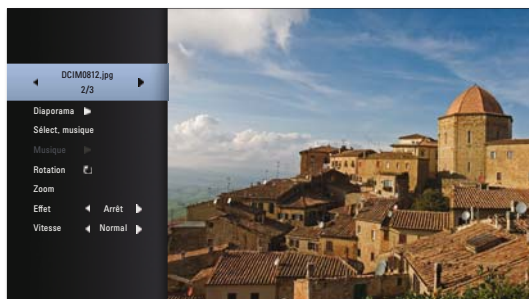 DCIM0812.jpg
2/3
Diaporama
Sélect, musique
Musique
Rotation
Zoom
Effet Arrêt
Vitesse Normal